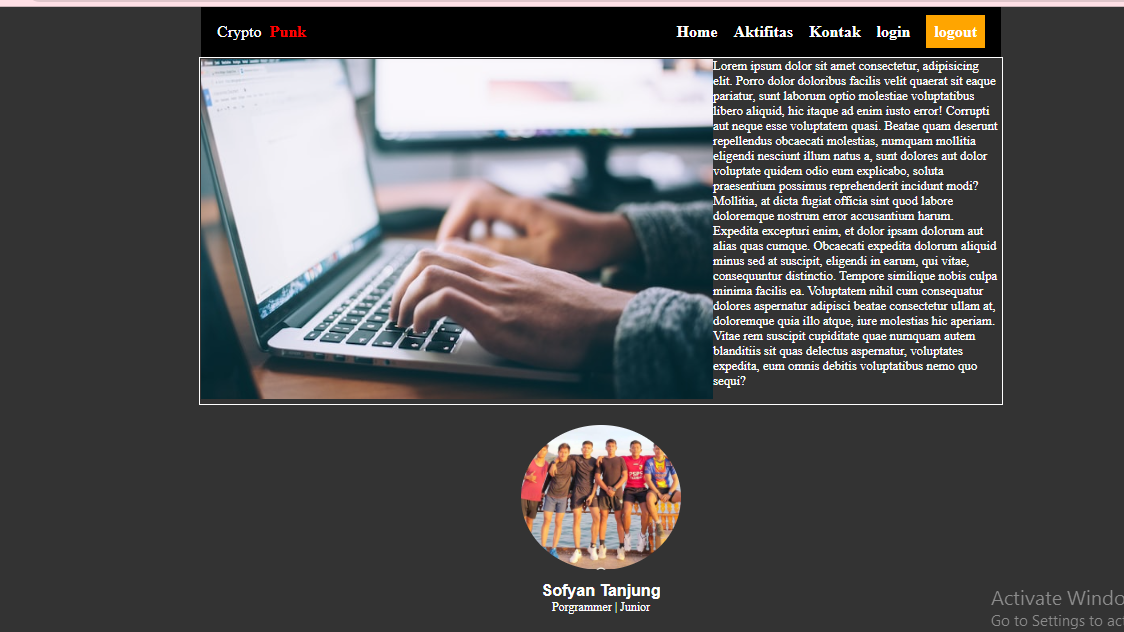 Crypto Punk
Home Aktifitas Kontak login logout
Lorem ipsum dolor sit amet consectetur, adipisicing
elit. Porro dolor doloribus facilis velit quaerat sit eaque
pariatur, sunt laborum optio molestiae voluptatibus
libero aliquid, hic itaque ad enim iusto error! Corrupti
aut neque esse voluptatem quasi. Beatae quam deserunt
repellendus obcaecati molestias, numquam mollitia
eligendi nesciunt illum natus a, sunt dolores aut dolor
voluptate quidem odio eum explicabo, soluta
praesentium possimus reprehenderit incidunt modi?
Mollitia, at dicta fugiat officia sint quod labore
doloremque nostrum error accusantium harum.
Expedita excepturi enim, et dolor ipsam dolorum aut
alias quas cumque. Obcaecati expedita dolorum aliquid
minus sed at suscipit, eligendi in earum, qui vitae,
consequuntur distinctio. Tempore similique nobis culpa
minima facilis ea. Voluptatem nihil cum consequatur
dolores aspernatur adipisci beatae consectetur ullam at,
doloremque quia illo atque, iure molestias hic aperiam.
Vitae rem suscipit cupiditate quae numquam autem
blanditiis sit quas delectus aspernatur, voluptates
expedita, eum omnis debitis voluptatibus nemo quo
sequi?
Sofyan Tanjung
Porgrammer | Junior
Activate Windo
Go to Settings to act